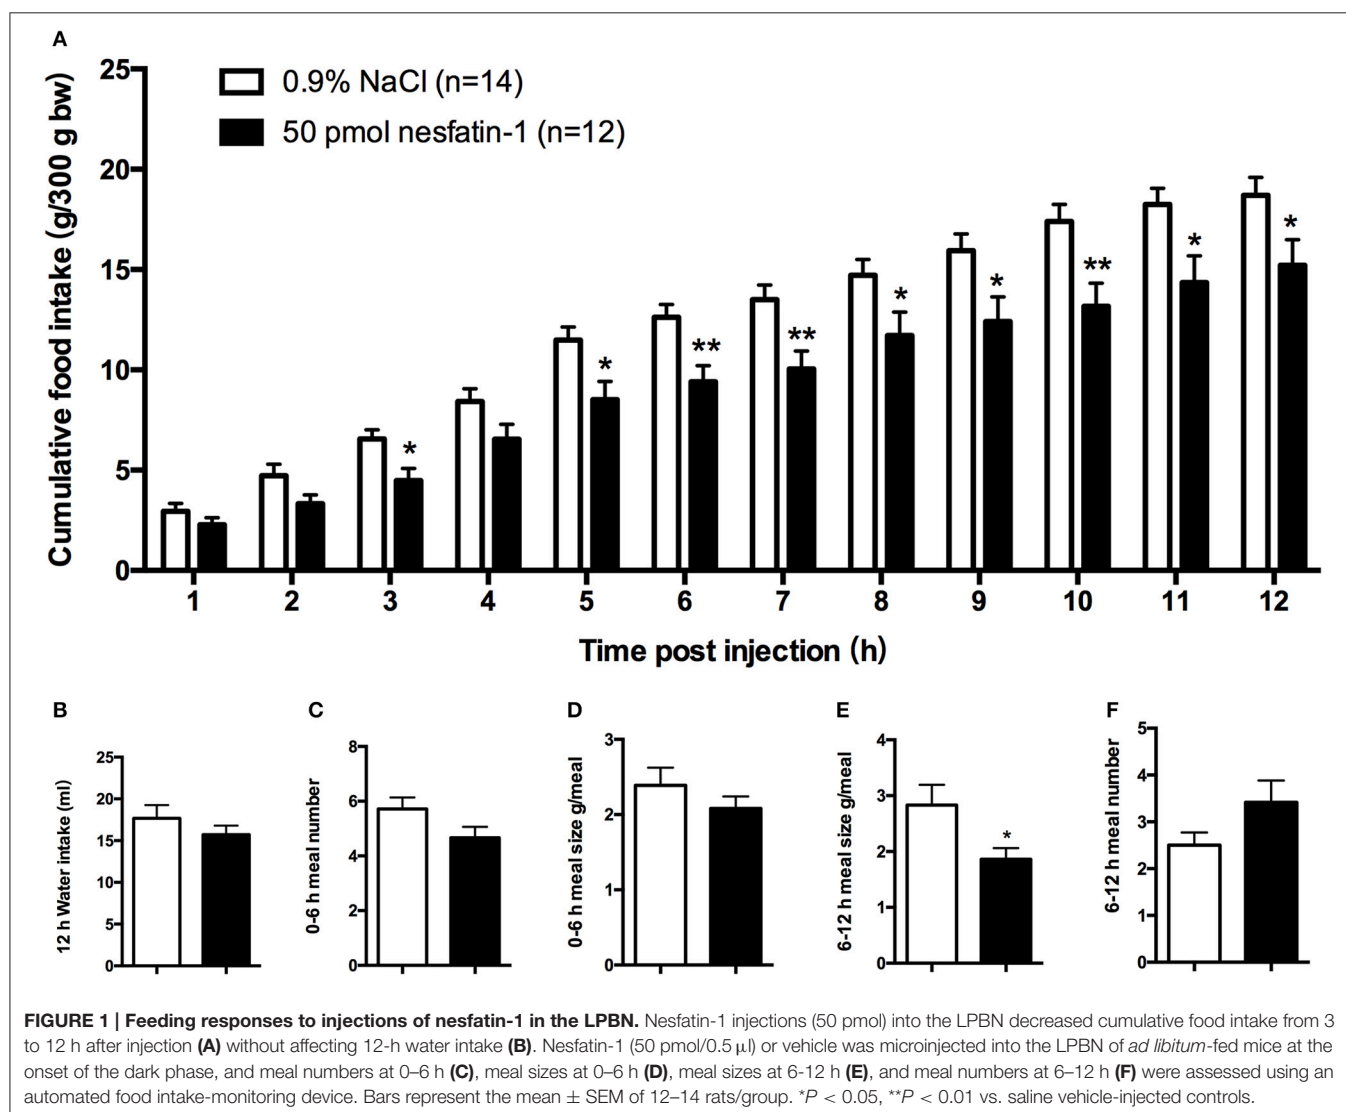 A
25
20
15
10
5
0
Cumulative food intake (g/300 g bw)
0.9% NaCl (n=14)
50 pmol nesfatin-1 (n=12)
*
*
**
**
*
*
**
*
*
1 2 3 4 5 6 7 8 9 10 11 12
Time post injection (h)
B
25
20
15
10
5
0
12 h Water intake (ml)
C
8
6
4
2
0
0-6 h meal number
D
3
2
1
0
0-6 h meal size g/meal
E
4
3
2
1
0
6-12 h meal size g/meal
*
F
5
4
3
2
1
0
6-12 h meal number
FIGURE 1 | Feeding responses to injections of nesfatin-1 in the LPBN. Nesfatin-1 injections (50 pmol) into the LPBN decreased cumulative food intake from 3
to 12 h after injection (A) without affecting 12-h water intake (B). Nesfatin-1 (50 pmol/0.5 μl) or vehicle was microinjected into the LPBN of ad libitum-fed mice at the
onset of the dark phase, and meal numbers at 0–6 h (C), meal sizes at 0–6 h (D), meal sizes at 6-12 h (E), and meal numbers at 6–12 h (F) were assessed using an
automated food intake-monitoring device. Bars represent the mean ± SEM of 12–14 rats/group. *P < 0.05, **P < 0.01 vs. saline vehicle-injected controls.